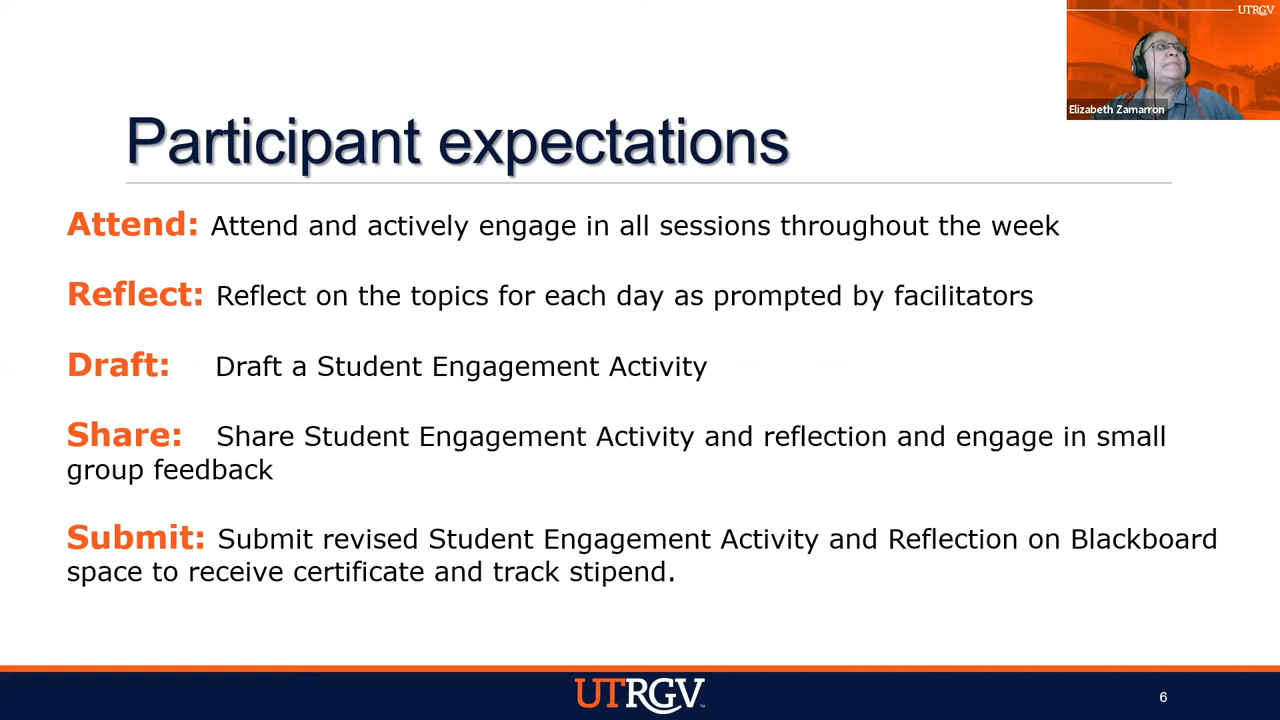 UTRGV
Elizabeth Zamarron
Participant expectations
Attend: Attend and actively engage in all sessions throughout the week
Reflect: Reflect on the topics for each day as prompted by facilitators
Draft: Draft a Student Engagement Activity
Share: Share Student Engagement Activity and reflection and engage in small
group feedback
Submit: Submit revised Student Engagement Activity and Reflection on Blackboard
space to receive certificate and track stipend.
UTRGV
6